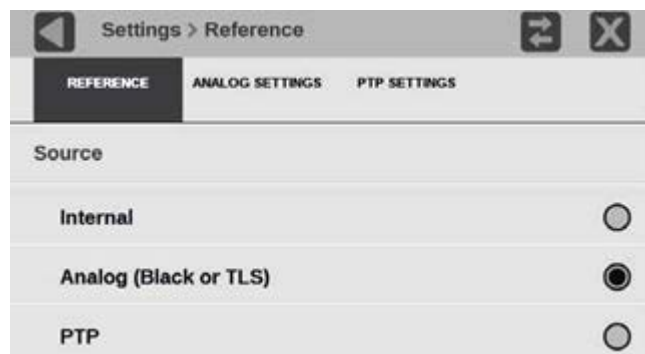 Settings > Reference
REFERENCE ANALOG SETTINGS PTP SETTINGS
Source
Internal
Analog (Black or TLS)
PTP